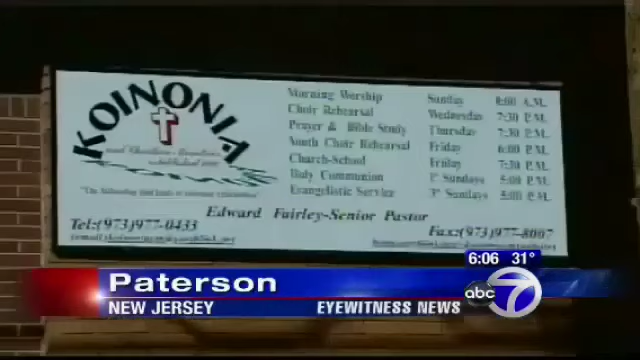 KOINONIA
Morning Worship Sunday 8:00 A.M.
Choir Rehearsal Wednesday 7:30 P.M.
Prayer & Bible Study Thursday 7:30 P.M.
Youth Choir Rehearsal Friday 6:00 P.M.
Church-School Friday 7:30 P.M.
Holy Communion 1st Sundays 5:00 P.M.
Evangelistic Service 3rd Sundays 5:00 P.M.
Edward Fairley-Senior Pastor
Tel:(973)977-0433
Fax:(973)977-8007
6:06 31°
Paterson
NEW JERSEY EYEWITNESS NEWS abc 7